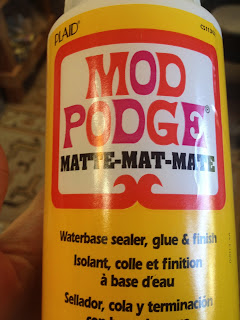 PLAID®
MOD
PODGE®
MATTE-MAT-MATE
Waterbase sealer, glue & finish
Isolant, colle et finition
à base d'eau
Sellador, cola y terminación